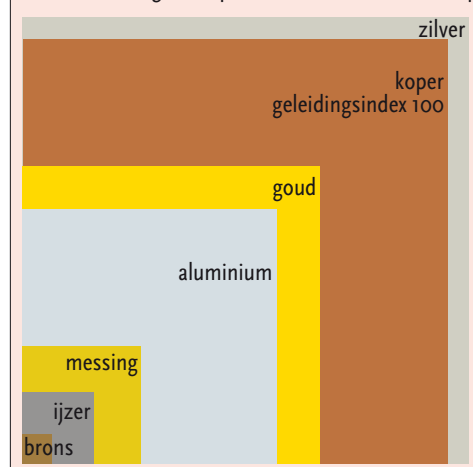 zilver
koper
geleidingsindex 100
goud
aluminium
messing
ijzer
brons